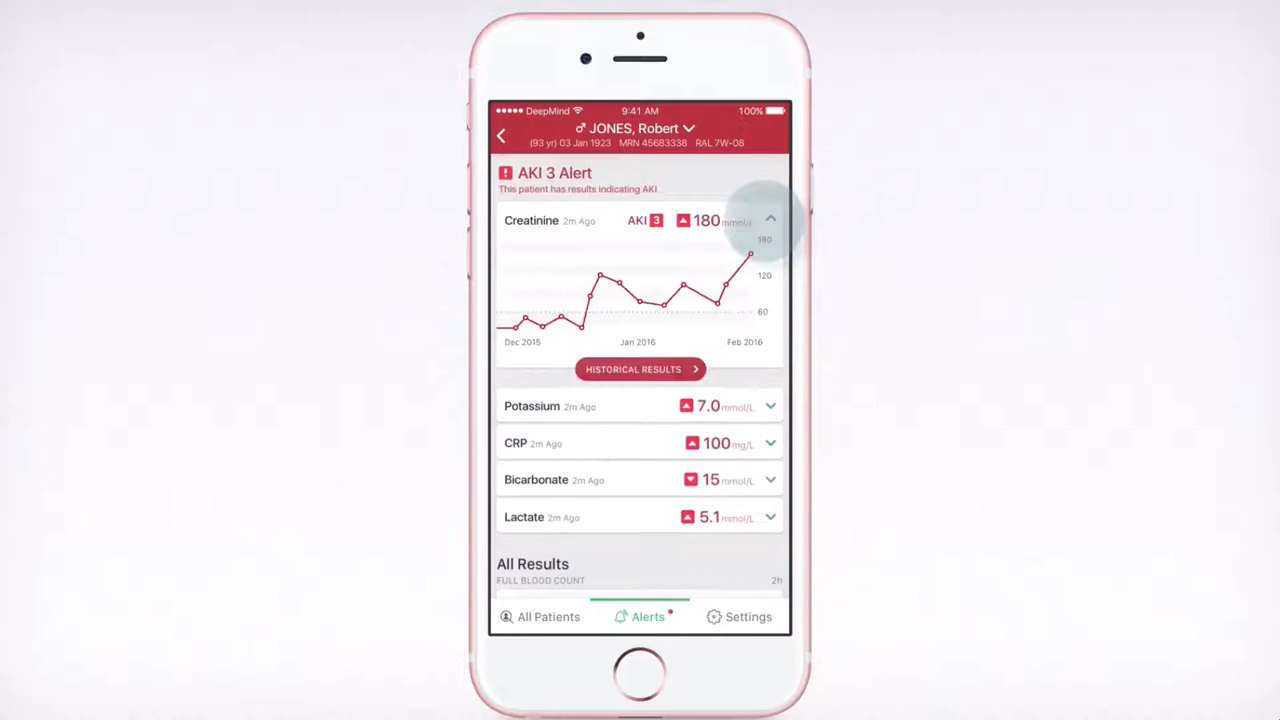 DeepMind 9:41 AM 100%
JONES, Robert
(93 yr) 03 Jan 1923 MRN 45683338 RAL 7W-08
AKI 3 Alert
This patient has results indicating AKI
Creatinine 2m Ago AKI 3 180 mmol/l
180
120
60
Dec 2015 Jan 2016 Feb 2016
HISTORICAL RESULTS
Potassium 2m Ago 7.0 mmol/L
CRP 2m Ago 100 mg/L
Bicarbonate 2m Ago 15 mmol/L
Lactate 2m Ago 5.1 mmol/L
All Results
FULL BLOOD COUNT 2h
All Patients Alerts Settings